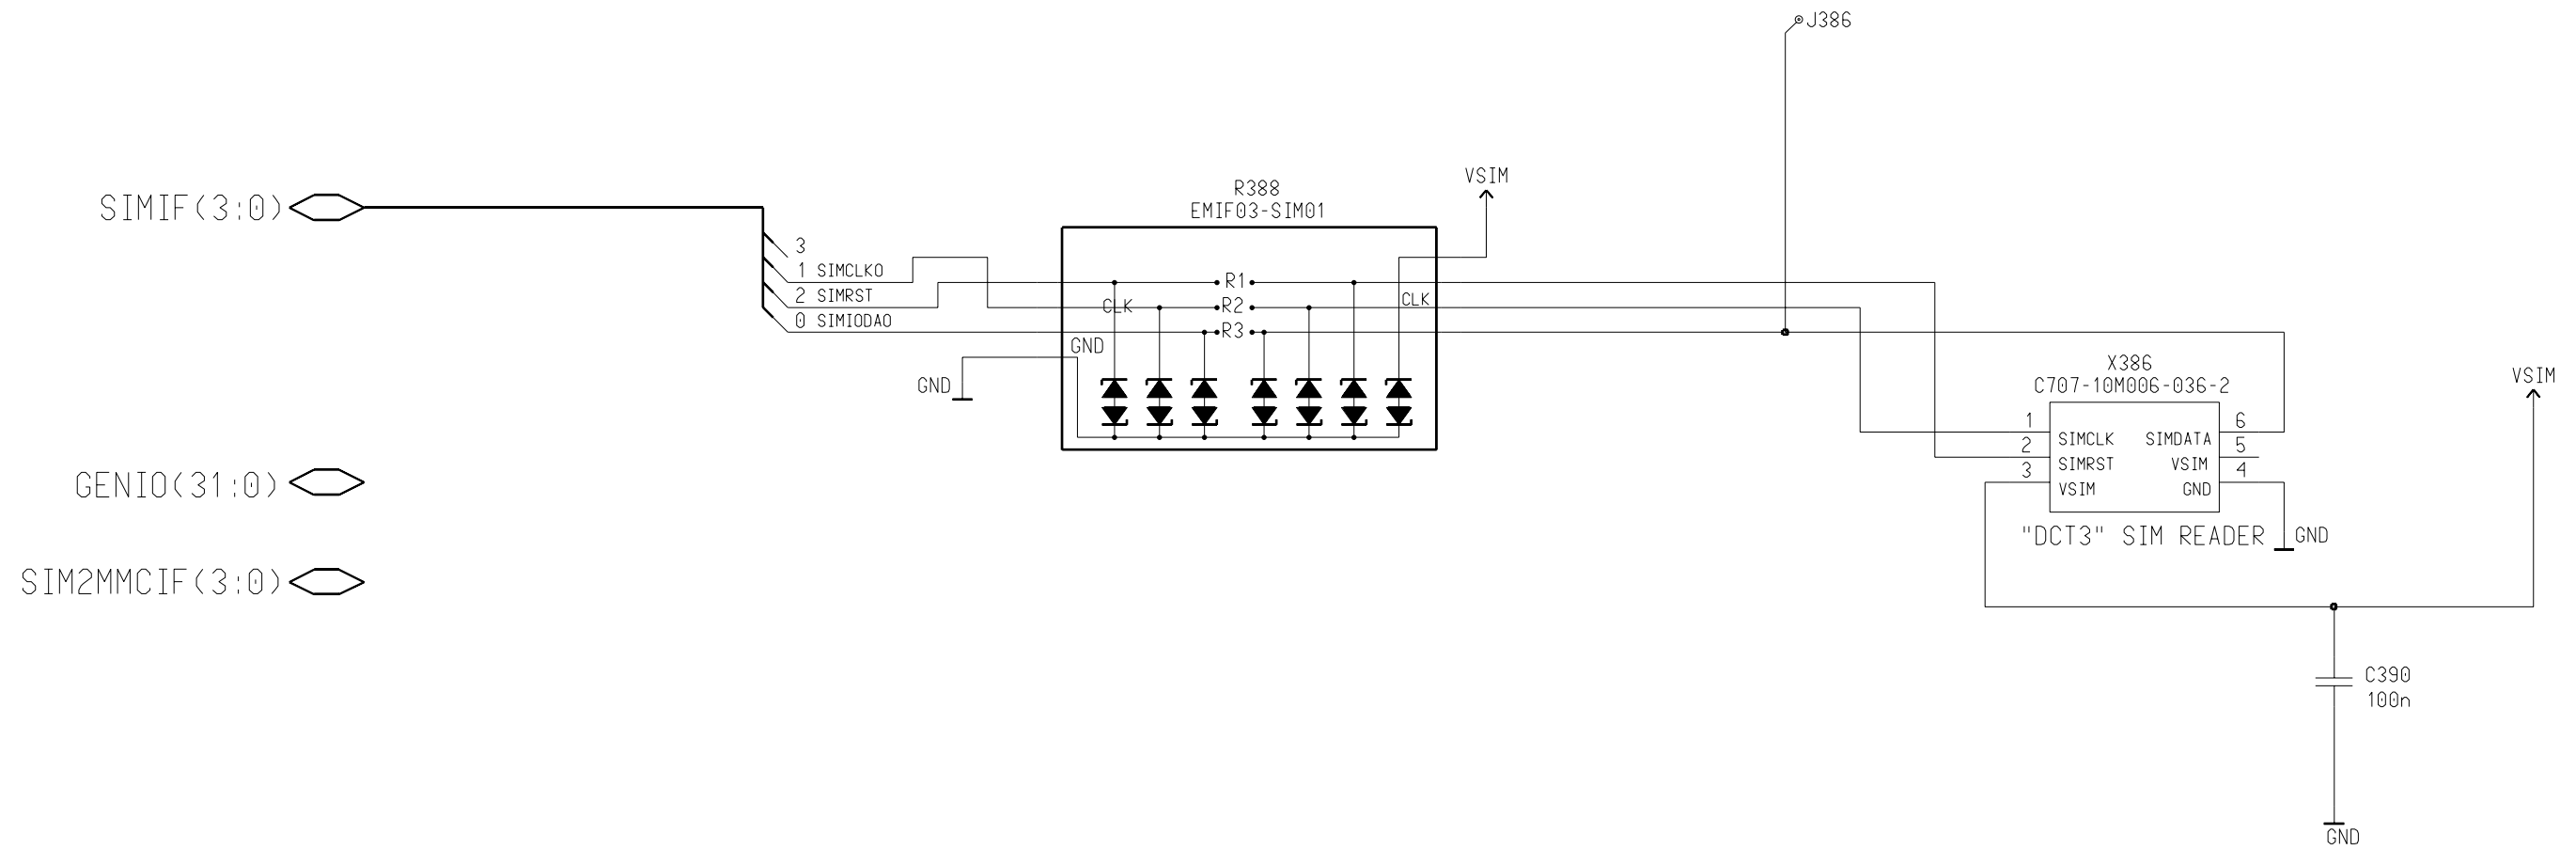 J386
VSIM
R388
EMIF03-SIM01
SIMIF(3:0)
3
1 SIMCLKO
2 SIMRST
0 SIMIODAO
R1
CLK R2 CLK
R3
GND
GND
X386
C707-10M006-036-2
VSIM
1 6
SIMCLK SIMDATA
2 5
SIMRST VSIM
3 4
VSIM GND
"DCT3" SIM READER
GND
GENIO(31:0)
SIM2MMCIF(3:0)
C390
100n
GND